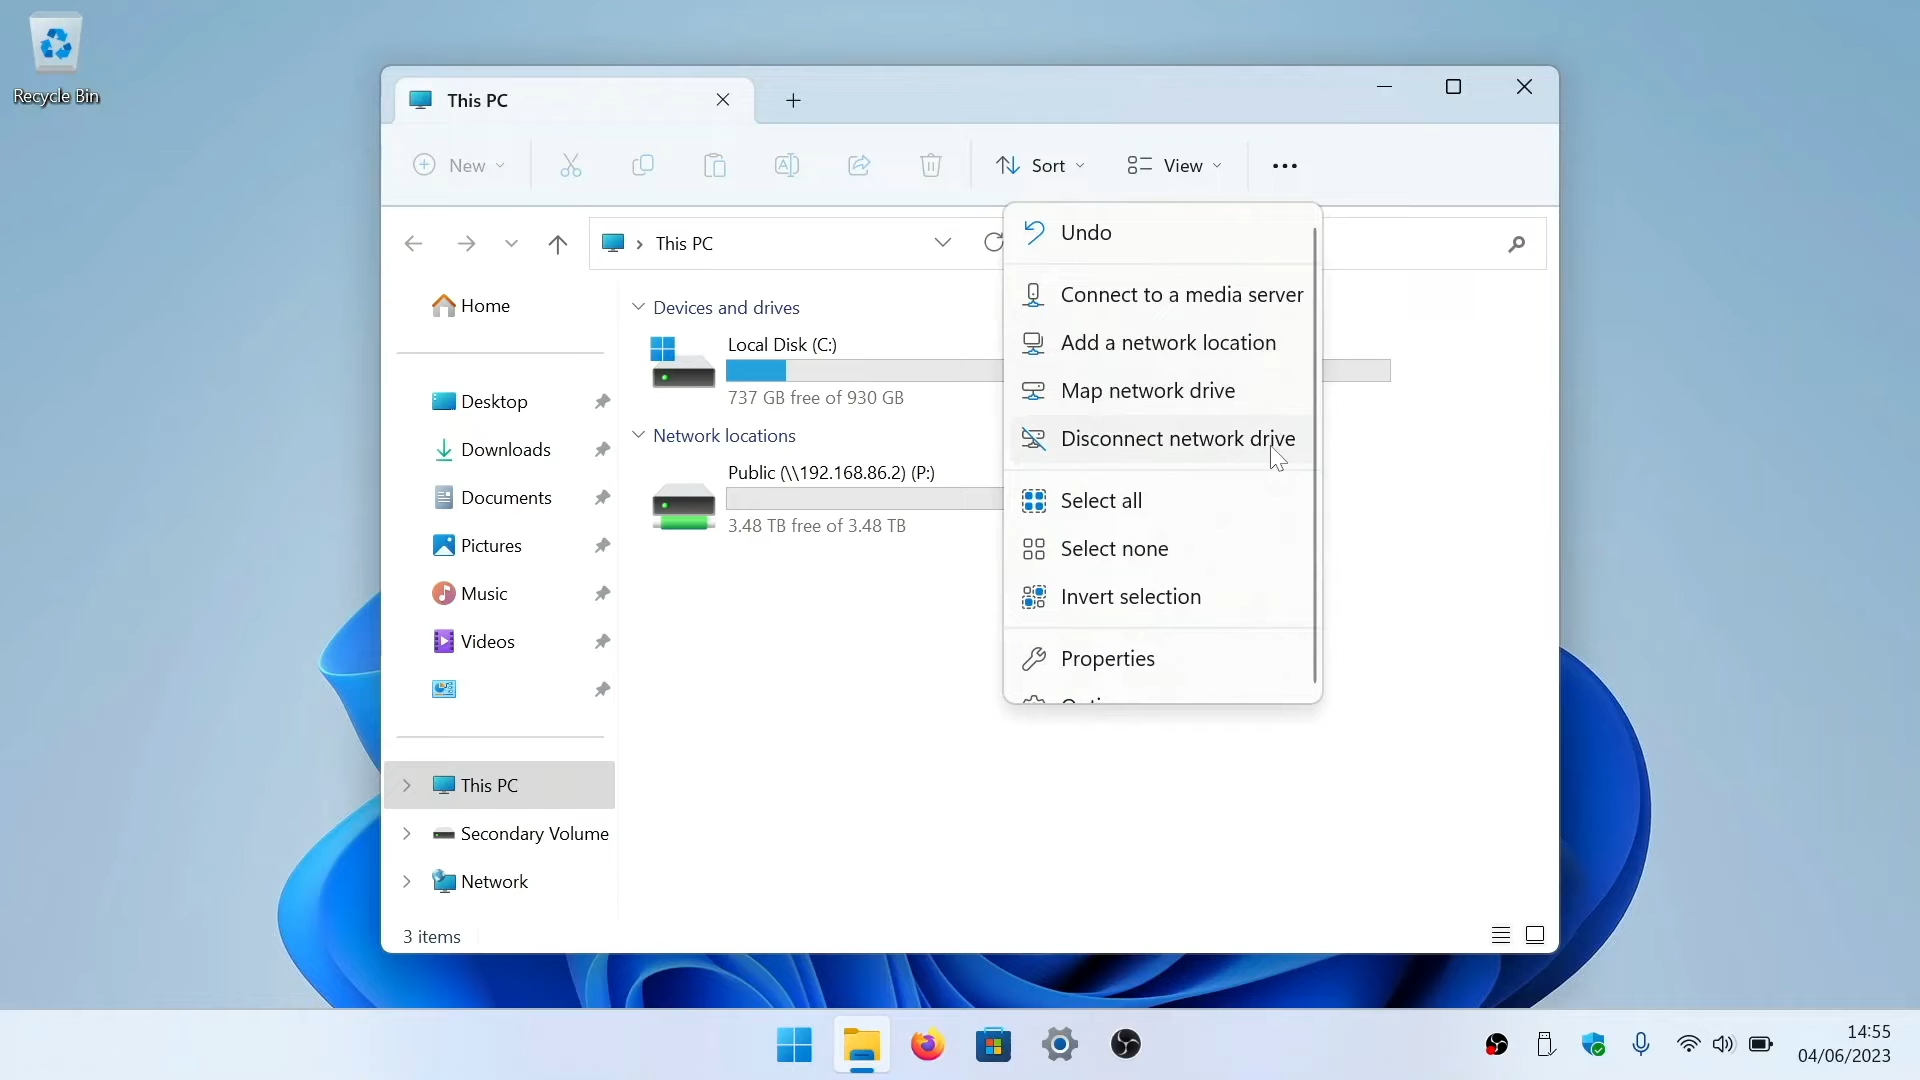 Recycle Bin
This PC
New
Sort
View
This PC
Undo
Connect to a media server
Add a network location
Map network drive
Disconnect network drive
Select all
Select none
Invert selection
Properties
Home
Desktop
Downloads
Documents
Pictures
Music
Videos
This PC
Secondary Volume
Network
Devices and drives
Local Disk (C:)
737 GB free of 930 GB
Network locations
Public (\\192.168.86.2) (P:)
3.48 TB free of 3.48 TB
3 items
14:55
04/06/2023